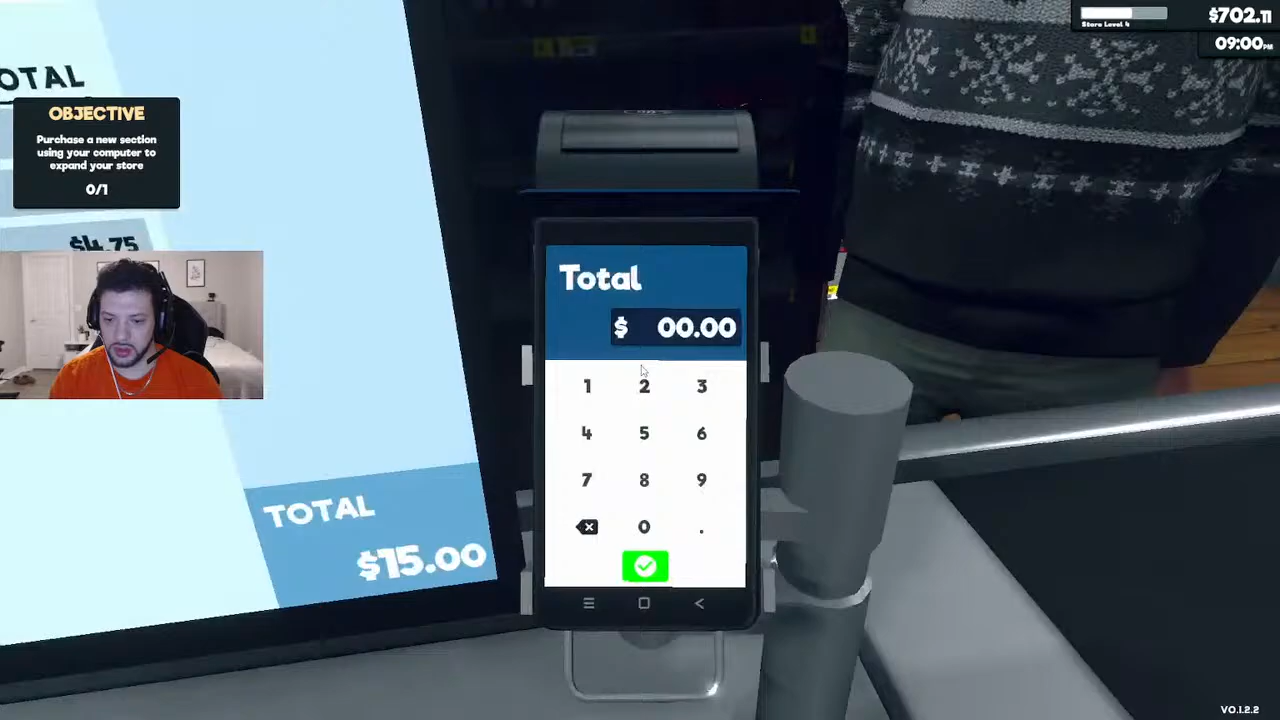 OTAL
OBJECTIVE
Purchase a new section
using your computer to
expand your store
0/1
$4.75
TOTAL
$15.00
Total
$ 00.00
1 2 3
4 5 6
7 8 9
0 .
$702.11
Store Level 4
09:00PM
V0.1.2.2